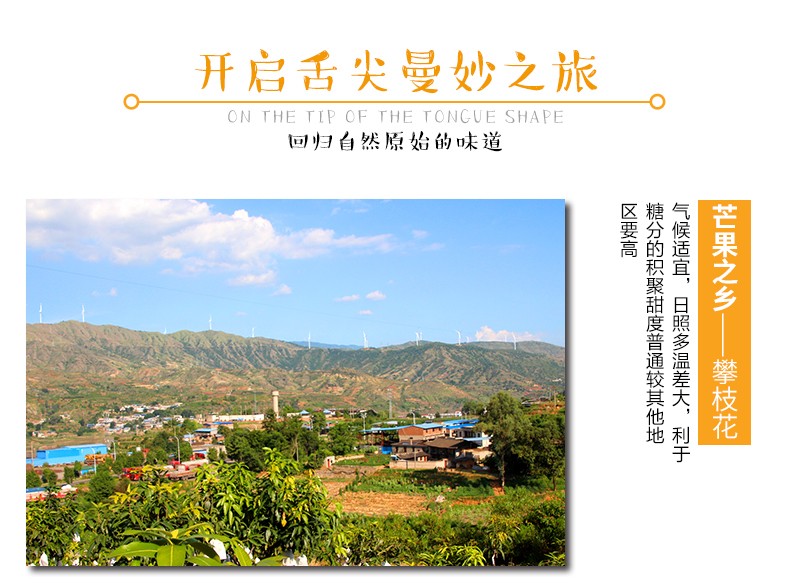 开启舌尖曼妙之旅
ON THE TIP OF THE TONGUE SHAPE
回归自然原始的味道
芒果之乡——攀枝花
气候适宜，日照多温差大，利于
糖分的积聚甜度普通较其他地
区要高